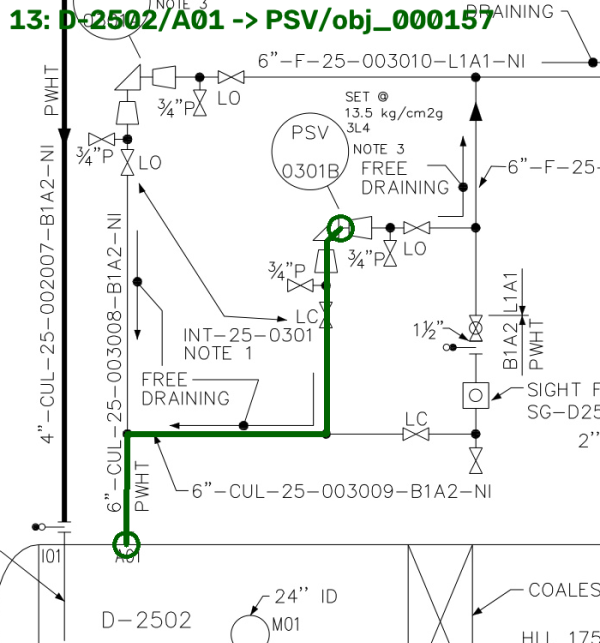 NOTE 3
13: D-2502/A01 -> PSV/obj_000157
DRAINING
6"-F-25-003010-L1A1-NI
PWHT
3/4"P
LO
SET @
13.5 kg/cm2g
3L4
PSV
0301B
NOTE 3
3/4"P
LO
FREE
DRAINING
6"-F-25-
3/4"P
LO
3/4"P
4"-CUL-25-002007-B1A2-NI
6"-CUL-25-003008-B1A2-NI
PWHT
LC
INT-25-0301
NOTE 1
1½"
B1A2
L1A1
PWHT
FREE
DRAINING
SIGHT F
SG-D25
LC
2"
6"-CUL-25-003009-B1A2-NI
I01
A01
D-2502
24" ID
M01
COALES
HLL 175